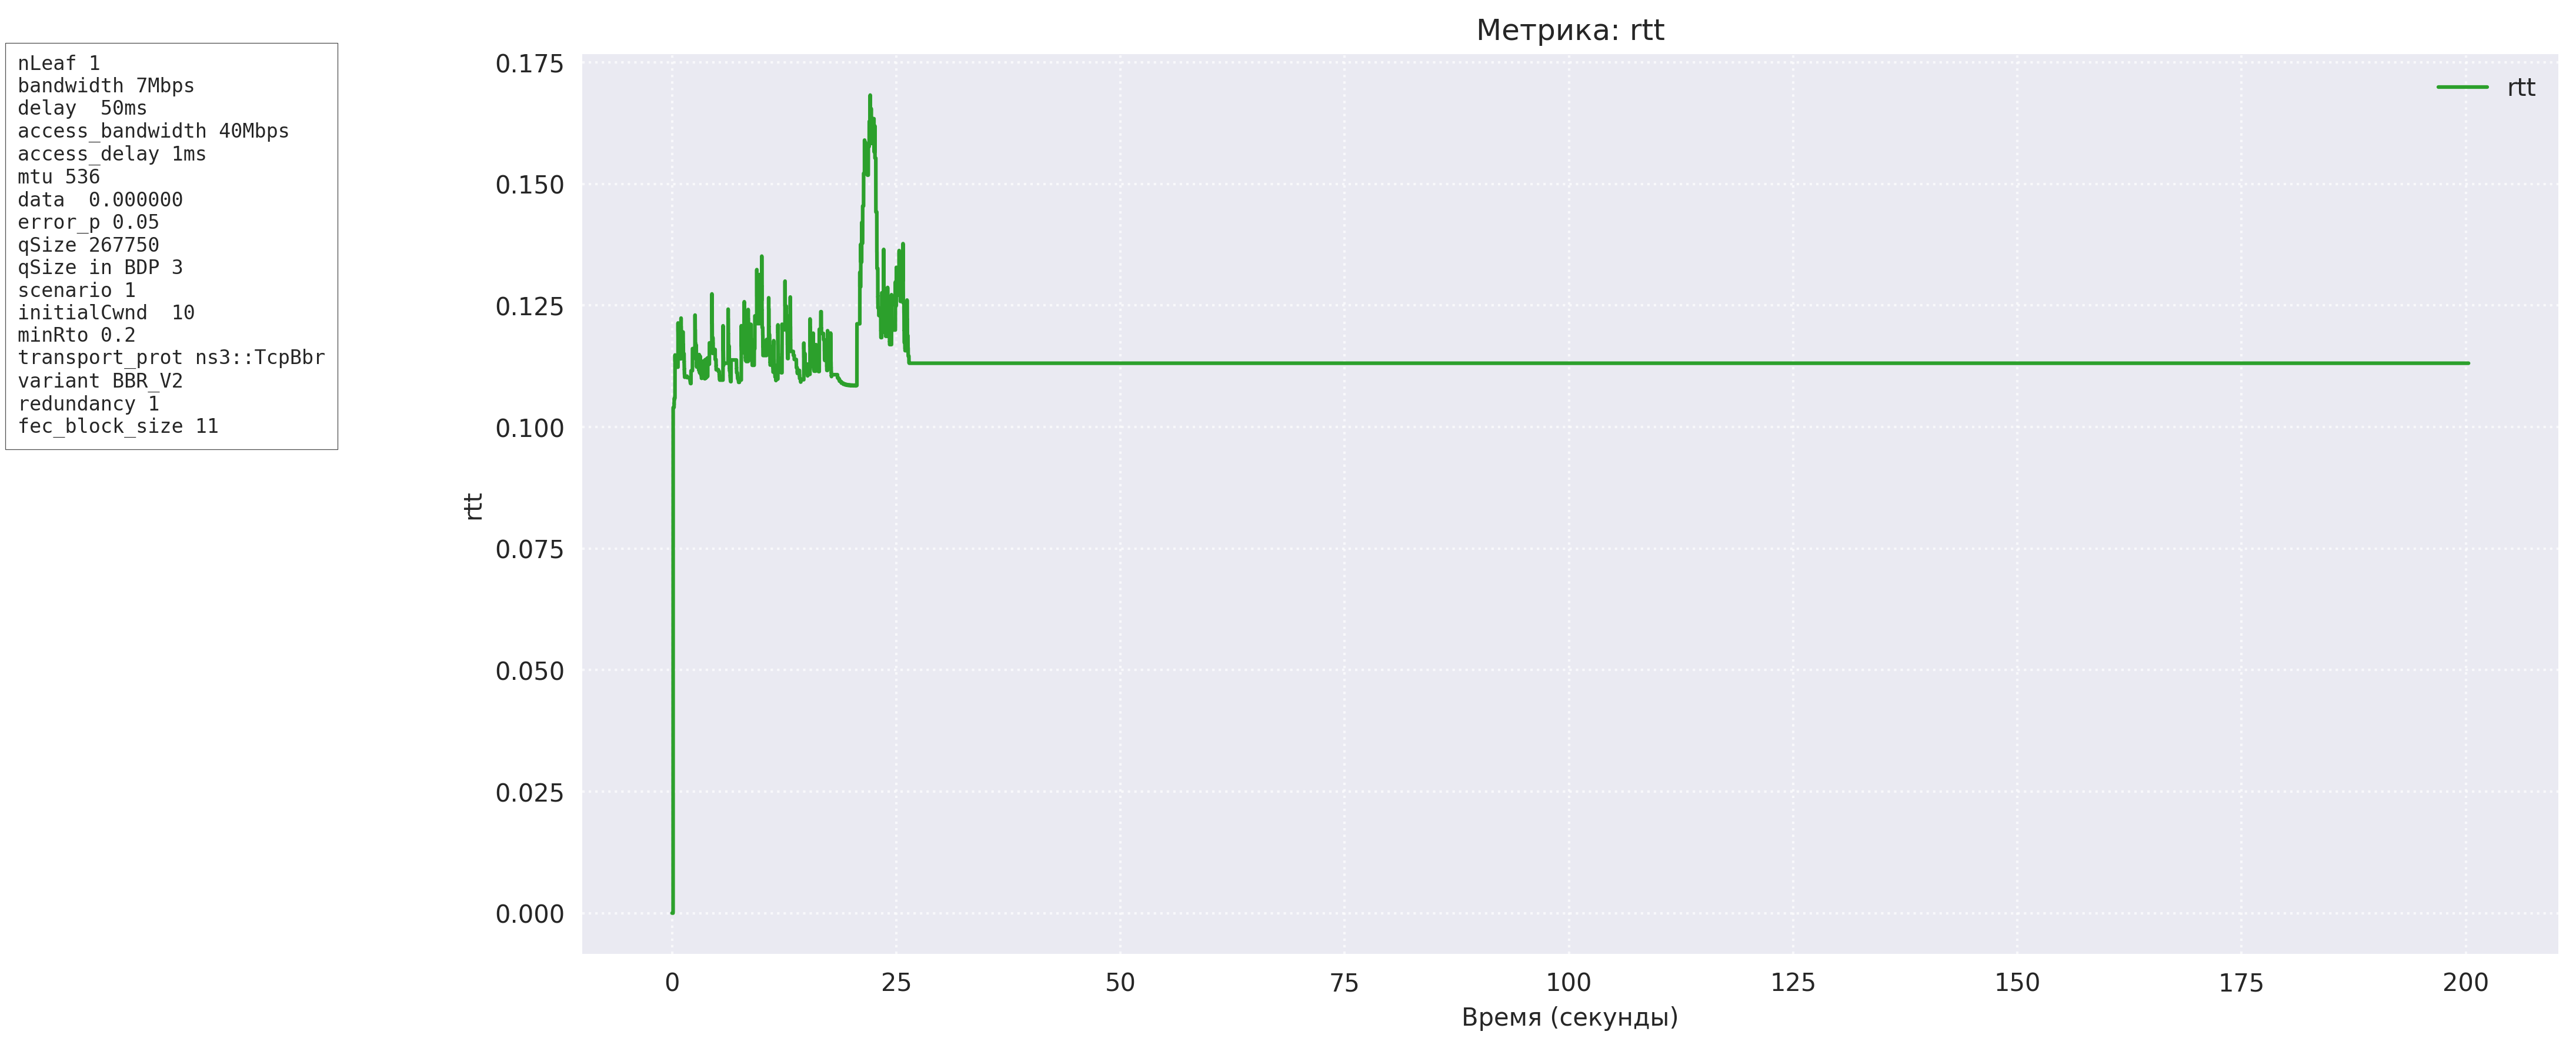 Метрика: rtt
nLeaf 1
bandwidth 7Mbps
delay  50ms
access_bandwidth 40Mbps
access_delay 1ms
mtu 536
data  0.000000
error_p 0.05
qSize 267750
qSize in BDP 3
scenario 1
initialCwnd  10
minRto 0.2
transport_prot ns3::TcpBbr
variant BBR_V2
redundancy 1
fec_block_size 11
rtt
0.175
0.150
0.125
0.100
0.075
0.050
0.025
0.000
rtt
0 25 50 75 100 125 150 175 200
Время (секунды)